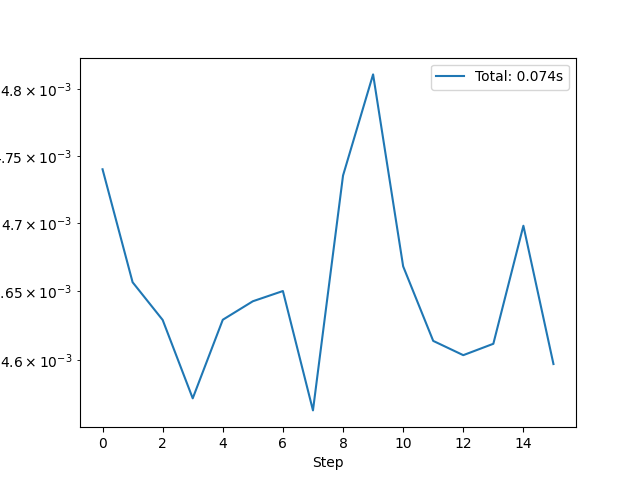 Total: 0.074s
4.8 × 10⁻³
.75 × 10⁻³
4.7 × 10⁻³
.65 × 10⁻³
4.6 × 10⁻³
0 2 4 6 8 10 12 14
Step